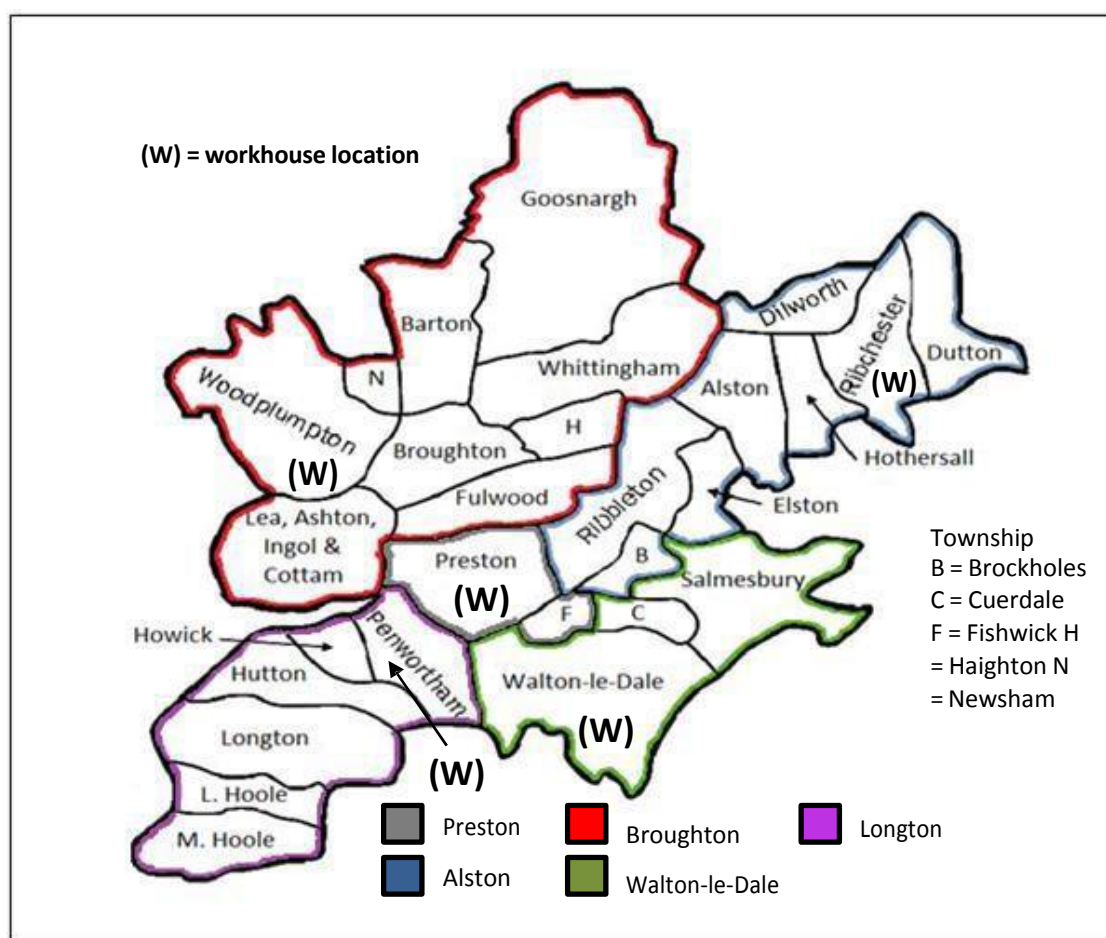 (W) = workhouse location
Goosnargh
Barton
Dilworth
Ribchester
Dutton
Whittingham
Alston
(W)
N
Woodplumpton
H
Broughton
Hothersall
(W)
Fulwood
Ribbleton
Elston
Lea, Ashton,
Ingol &
Cottam
Preston
B
Salmesbury
(W)
F
C
Township
B = Brockholes
C = Cuerdale
F = Fishwick H
= Haighton N
= Newsham
Howick
Penwortham
Hutton
Walton-le-Dale
Longton
(W)
(W)
L. Hoole
M. Hoole
Preston
Broughton
Longton
Alston
Walton-le-Dale